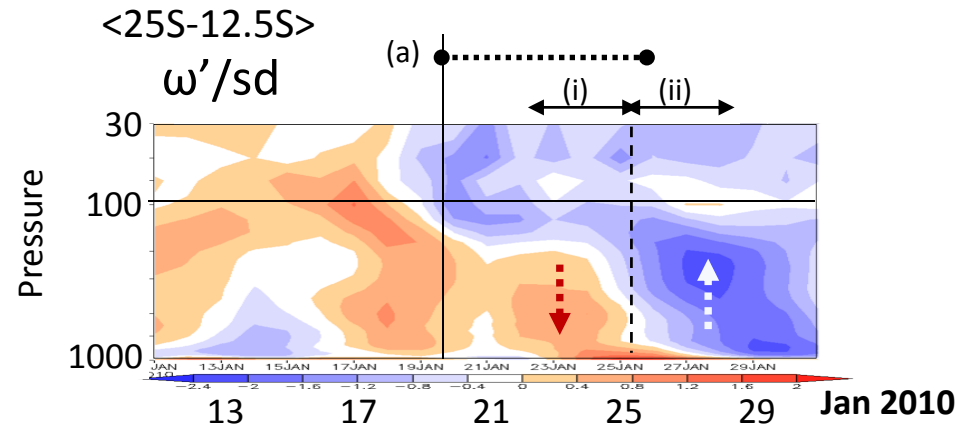 <25S-12.5S>
ω'/sd
(a)
(i)
(ii)
30
100
1000
Pressure
13JAN 15JAN 17JAN 19JAN 21JAN 23JAN 25JAN 27JAN 29JAN
-2.4 -2 -1.6 -1.2 -0.8 -0.4 0 0.4 0.8 1.2 1.6 2
13 17 21 25 29 Jan 2010